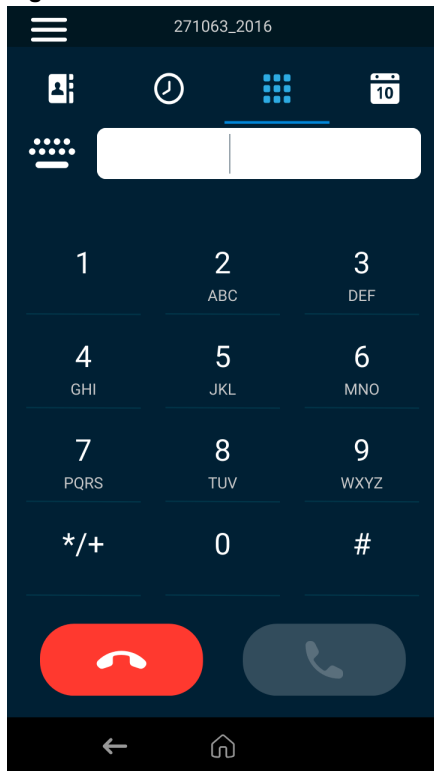 271063_2016
10
1 2 3
ABC DEF
4 5 6
GHI JKL MNO
7 8 9
PQRS TUV WXYZ
*/+ 0 #